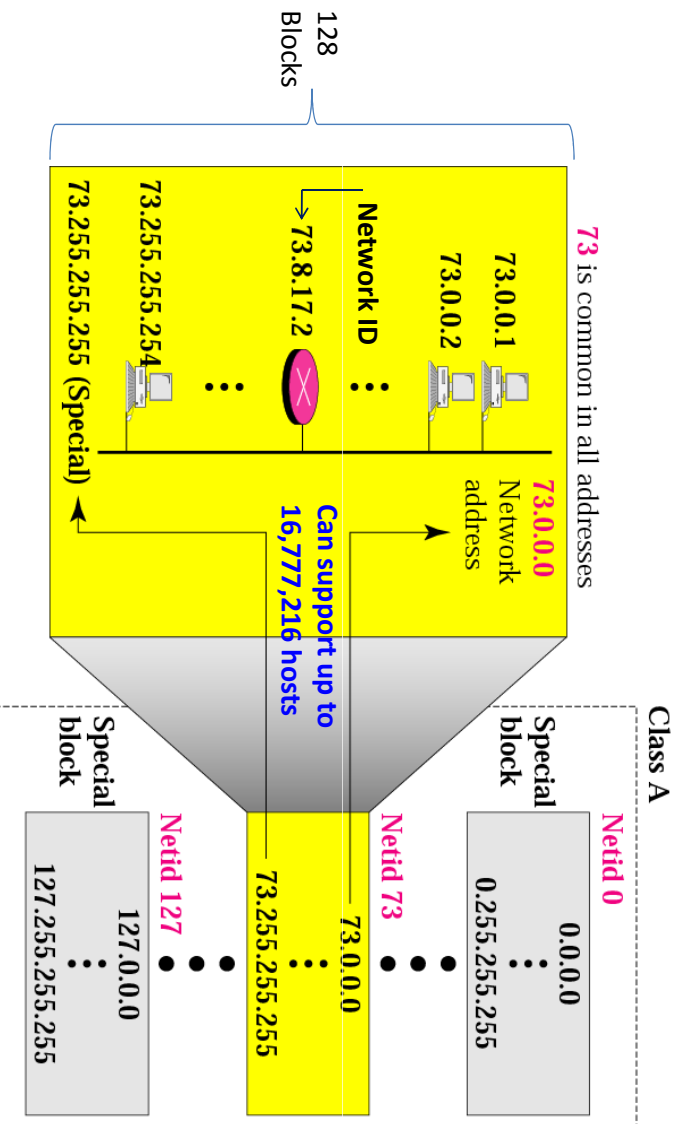 Class A
Netid 0
Special
block
0.0.0.0
0.255.255.255
Netid 73
73.0.0.0
73.255.255.255
Netid 127
Special
block
127.0.0.0
127.255.255.255
73 is common in all addresses
73.0.0.1
73.0.0.2
73.0.0.0
Network
address
Network ID
73.8.17.2
Can support up to
16,777,216 hosts
73.255.255.254
73.255.255.255 (Special)
128
Blocks